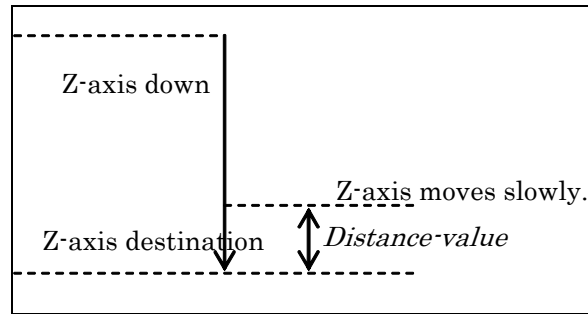 Z-axis down
Z-axis moves slowly.
Z-axis destination
Distance-value